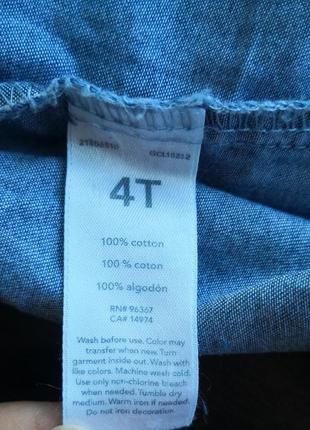 GCL10252
4T
100% cotton
100 % coton
100% algodón
RN# 96367
CA# 14974
Wash before use. Color may
transfer when new. Turn
garment inside out. Wash with
like colors. Machine wash cold.
Use only non-chlorine bleach
when needed. Tumble dry
medium. Warm iron if needed.
Do not iron decoration.